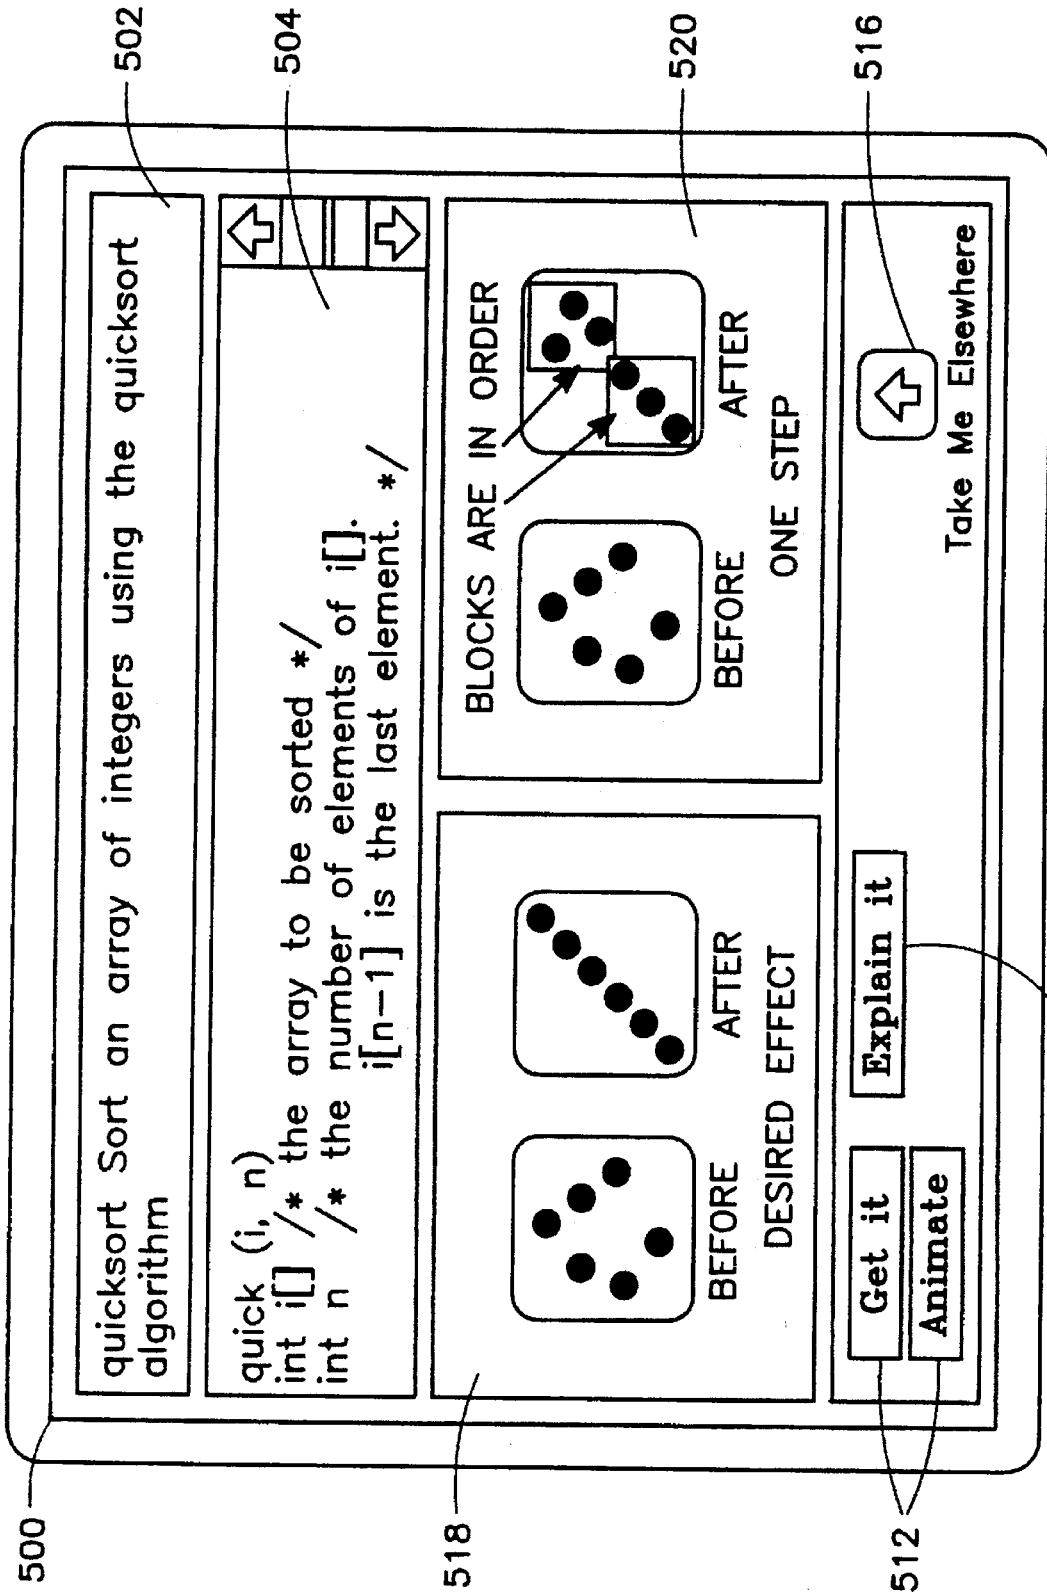 500
502
quicksort Sort an array of integers using the quicksort
algorithm
504
quick (i, n)
int i[] /* the array to be sorted */
int n /* the number of elements of i[].
i[n-1] is the last element. */
518
BEFORE
AFTER
DESIRED EFFECT
520
BLOCKS ARE IN ORDER
BEFORE
AFTER
ONE STEP
512
Get it
Animate
Explain it
516
Take Me Elsewhere